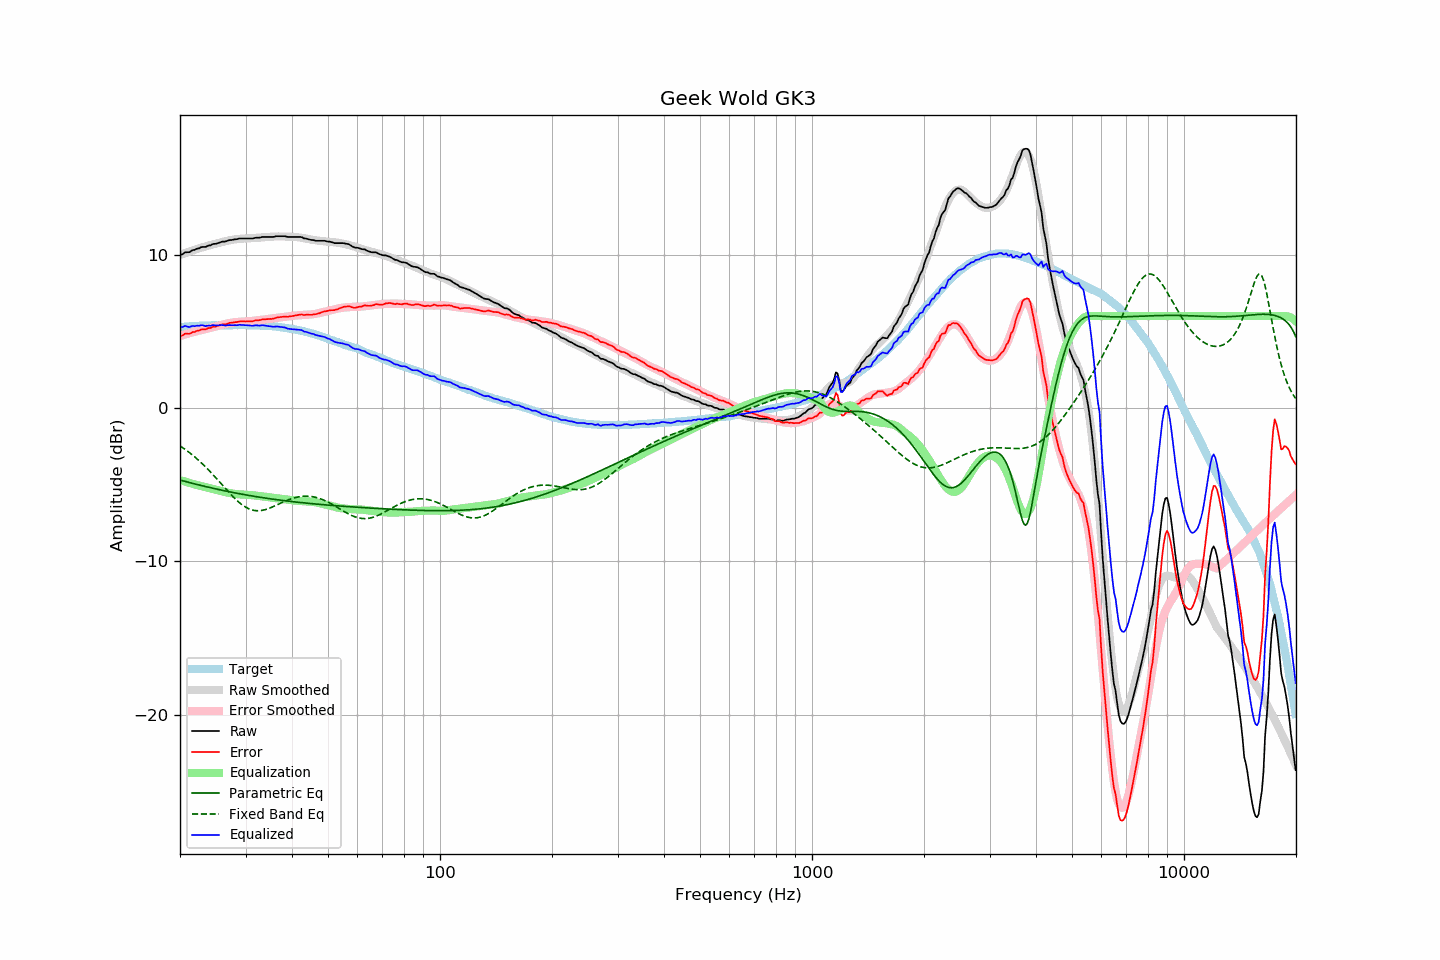 Geek Wold GK3
Amplitude (dBr)
10
0
−10
−20
Target
Raw Smoothed
Error Smoothed
Raw
Error
Equalization
Parametric Eq
Fixed Band Eq
Equalized
100
1000
10000
Frequency (Hz)